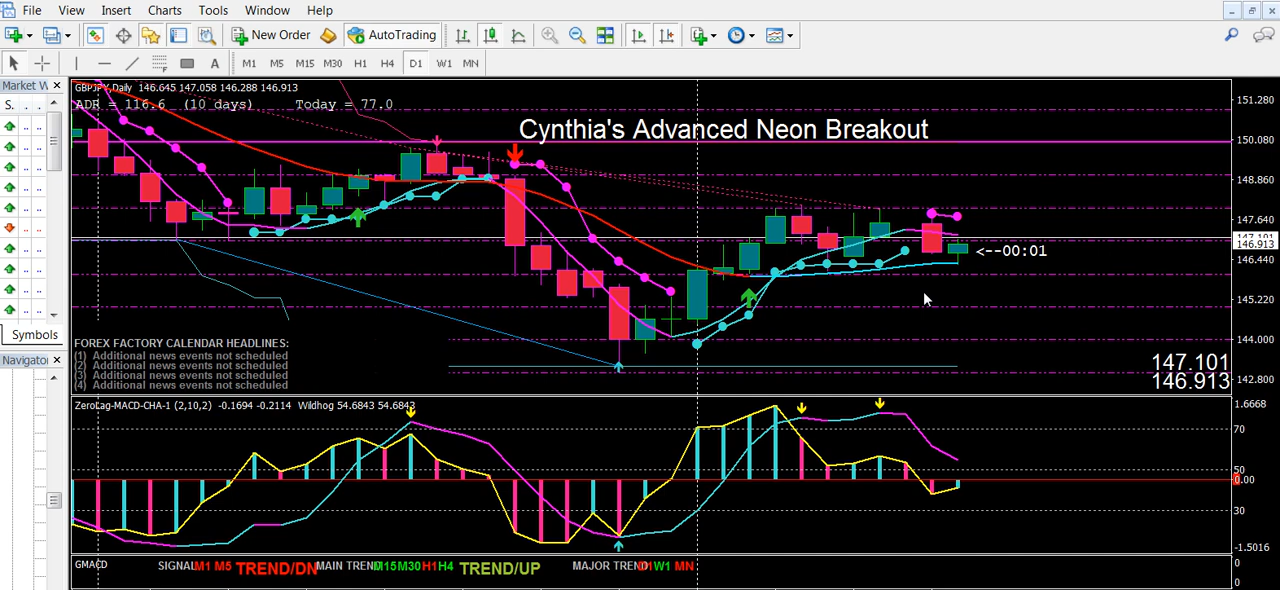 File View Insert Charts Tools Window Help
New Order AutoTrading
A M1 M5 M15 M30 H1 H4 D1 W1 MN
Market W
S.
Symbols
Navigator
GBPJPY,Daily 146.645 147.058 146.288 146.913
ADR = 116.6 (10 days) Today = 77.0
Cynthia's Advanced Neon Breakout
<--00:01
FOREX FACTORY CALENDAR HEADLINES:
(1) Additional news events not scheduled
(2) Additional news events not scheduled
(3) Additional news events not scheduled
(4) Additional news events not scheduled
147.101
146.913
151.280
150.080
148.860
147.640
146.913
146.440
145.220
144.000
142.800
ZeroLag-MACD-CHA-1 (2,10,2) -0.1694 -0.2114 Wildhog 54.6843 54.6843
1.6668
70
50
0.00
30
-1.5016
GMACD SIGNAL M1 M5 TREND/DN MAIN TREND M15 M30 H1 H4 TREND/UP MAJOR TREND D1 W1 MN
0
0